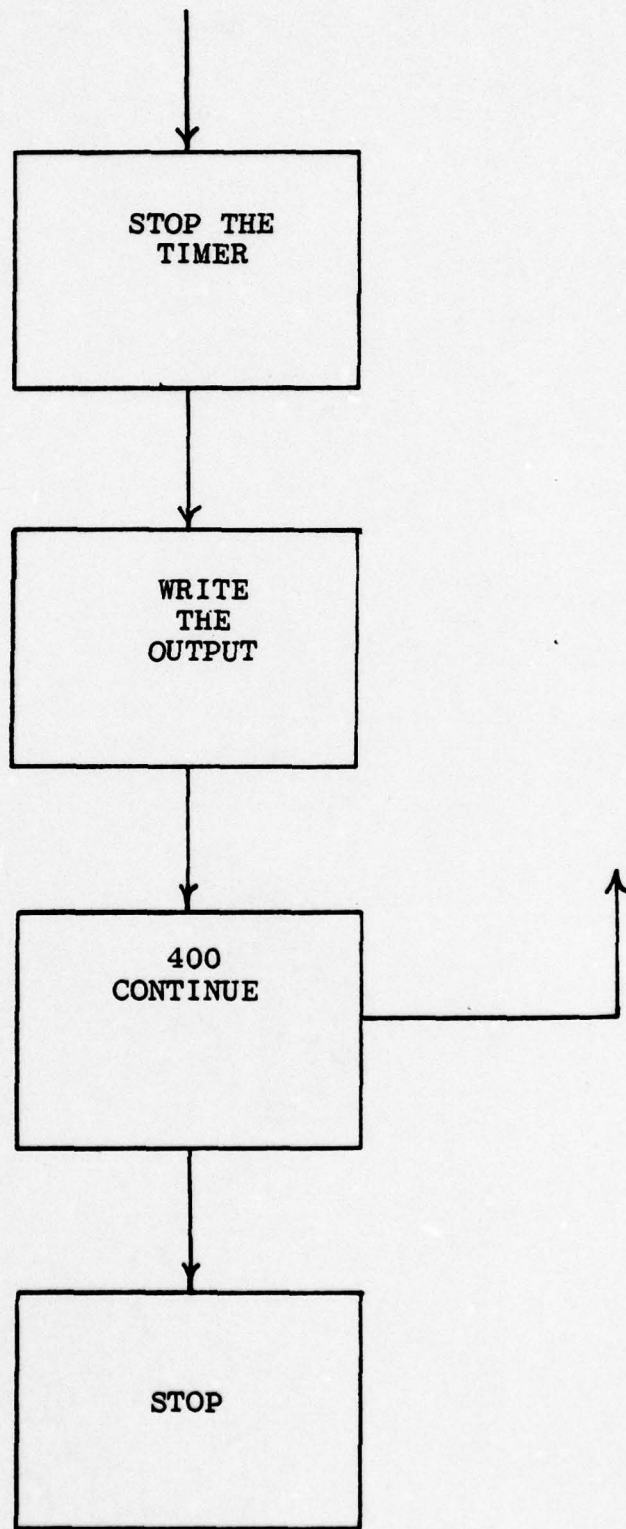 STOP THE
TIMER
WRITE
THE
OUTPUT
400
CONTINUE
STOP